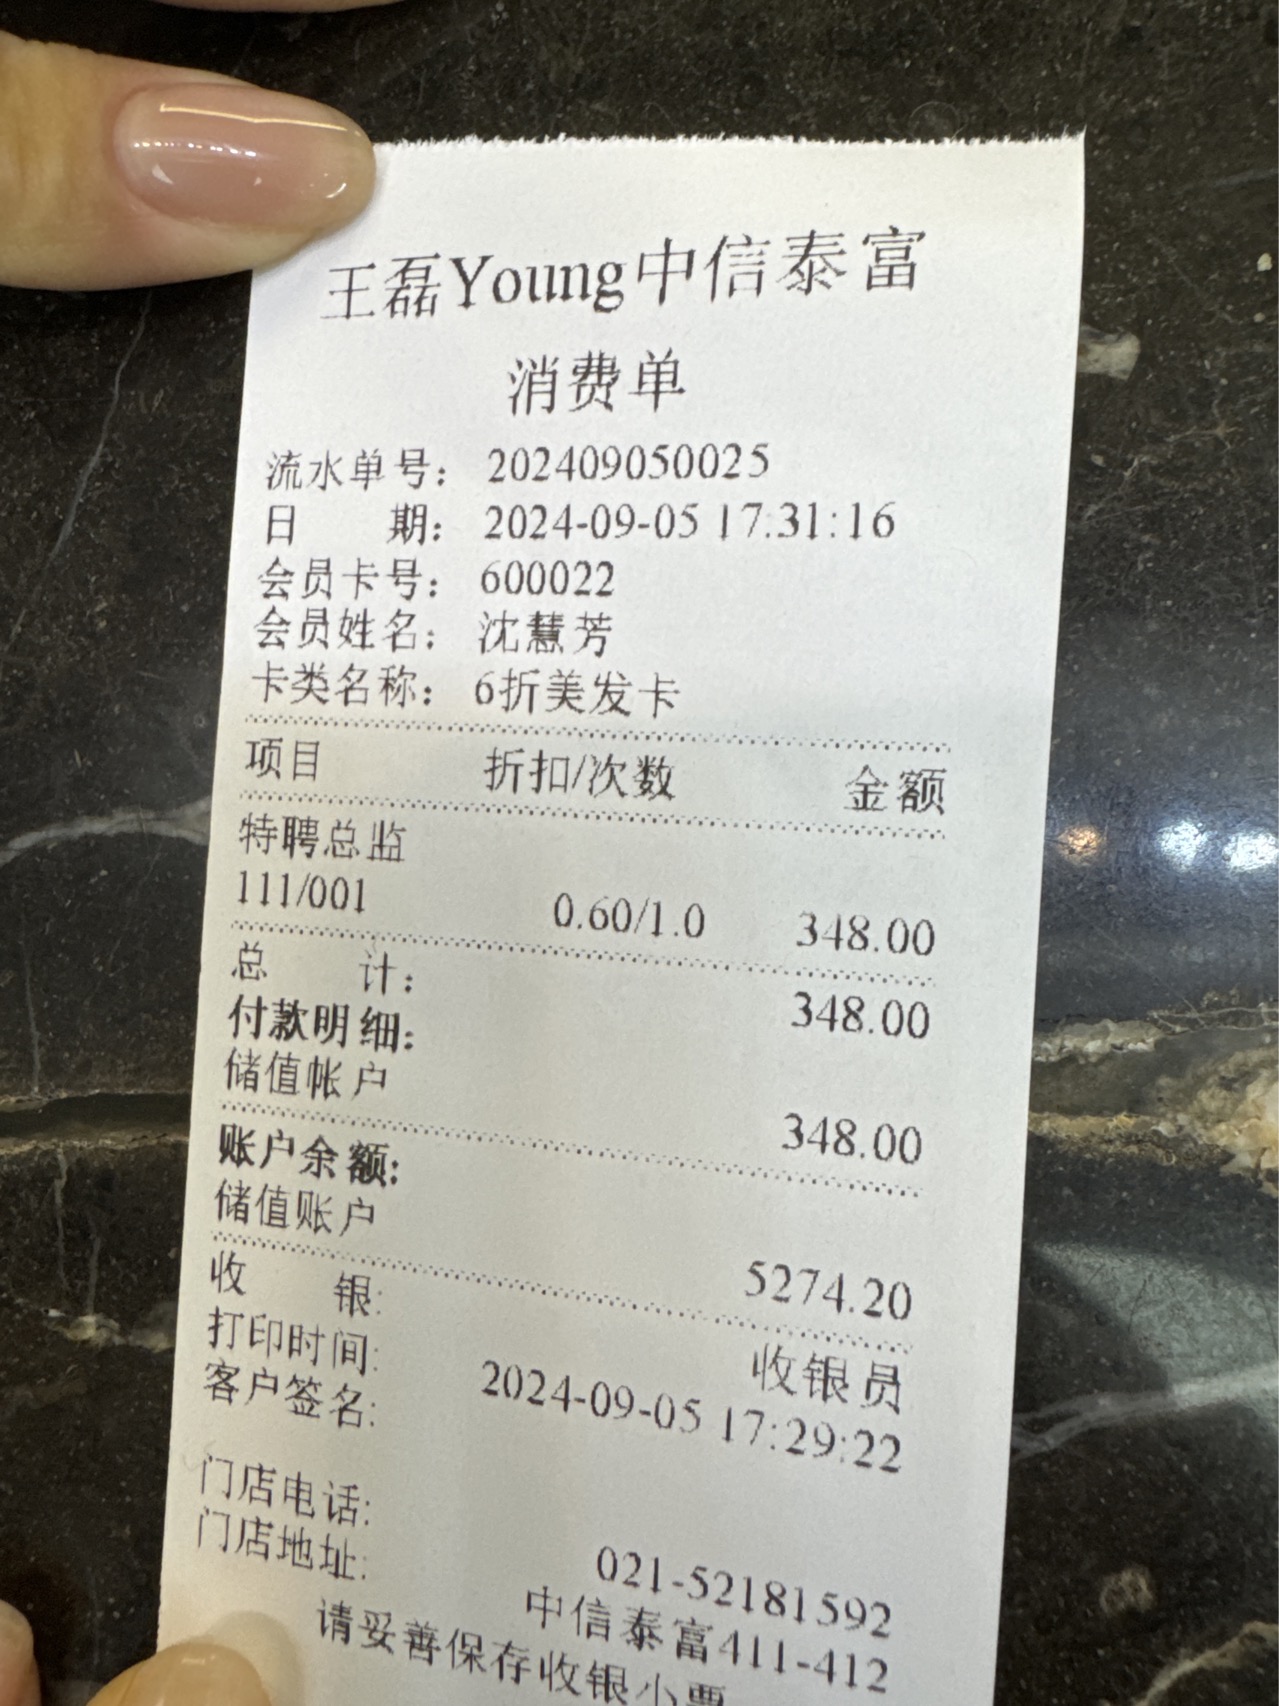 王磊Young中信泰富
消费单
流水单号： 202409050025
日 期： 2024-09-05 17:31:16
会员卡号： 600022
会员姓名： 沈慧芳
卡类名称： 6折美发卡
项目 折扣/次数 金额
特聘总监
111/001 0.60/1.0 348.00
总 计： 348.00
付款明细:
储值帐户 348.00
账户余额:
储值账户 5274.20
收 银: 收银员
打印时间: 2024-09-05 17:29:22
客户签名:
门店电话: 021-52181592
门店地址: 中信泰富411-412
请妥善保存收银小票